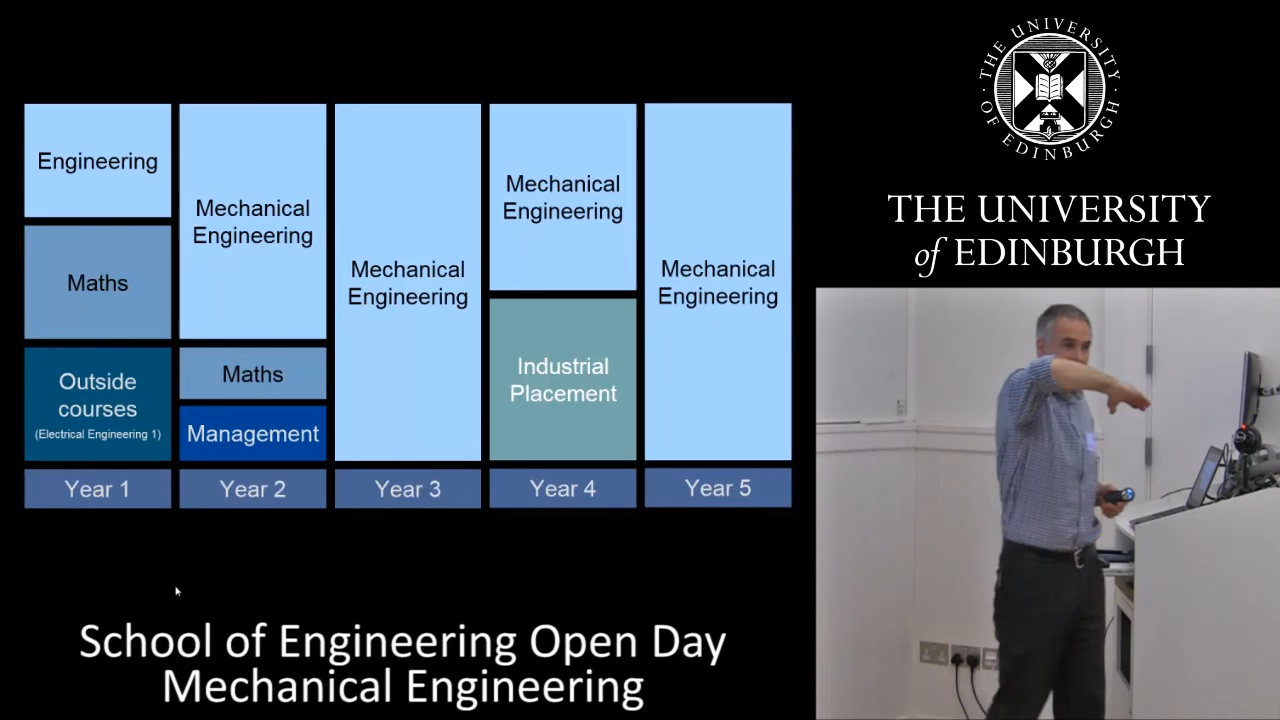 Engineering
Maths
Outside
courses
(Electrical Engineering 1)
Year 1
Mechanical
Engineering
Maths
Management
Year 2
Mechanical
Engineering
Year 3
Mechanical
Engineering
Industrial
Placement
Year 4
Mechanical
Engineering
Year 5
School of Engineering Open Day
Mechanical Engineering
THE UNIVERSITY
OF EDINBURGH
THE UNIVERSITY
of EDINBURGH